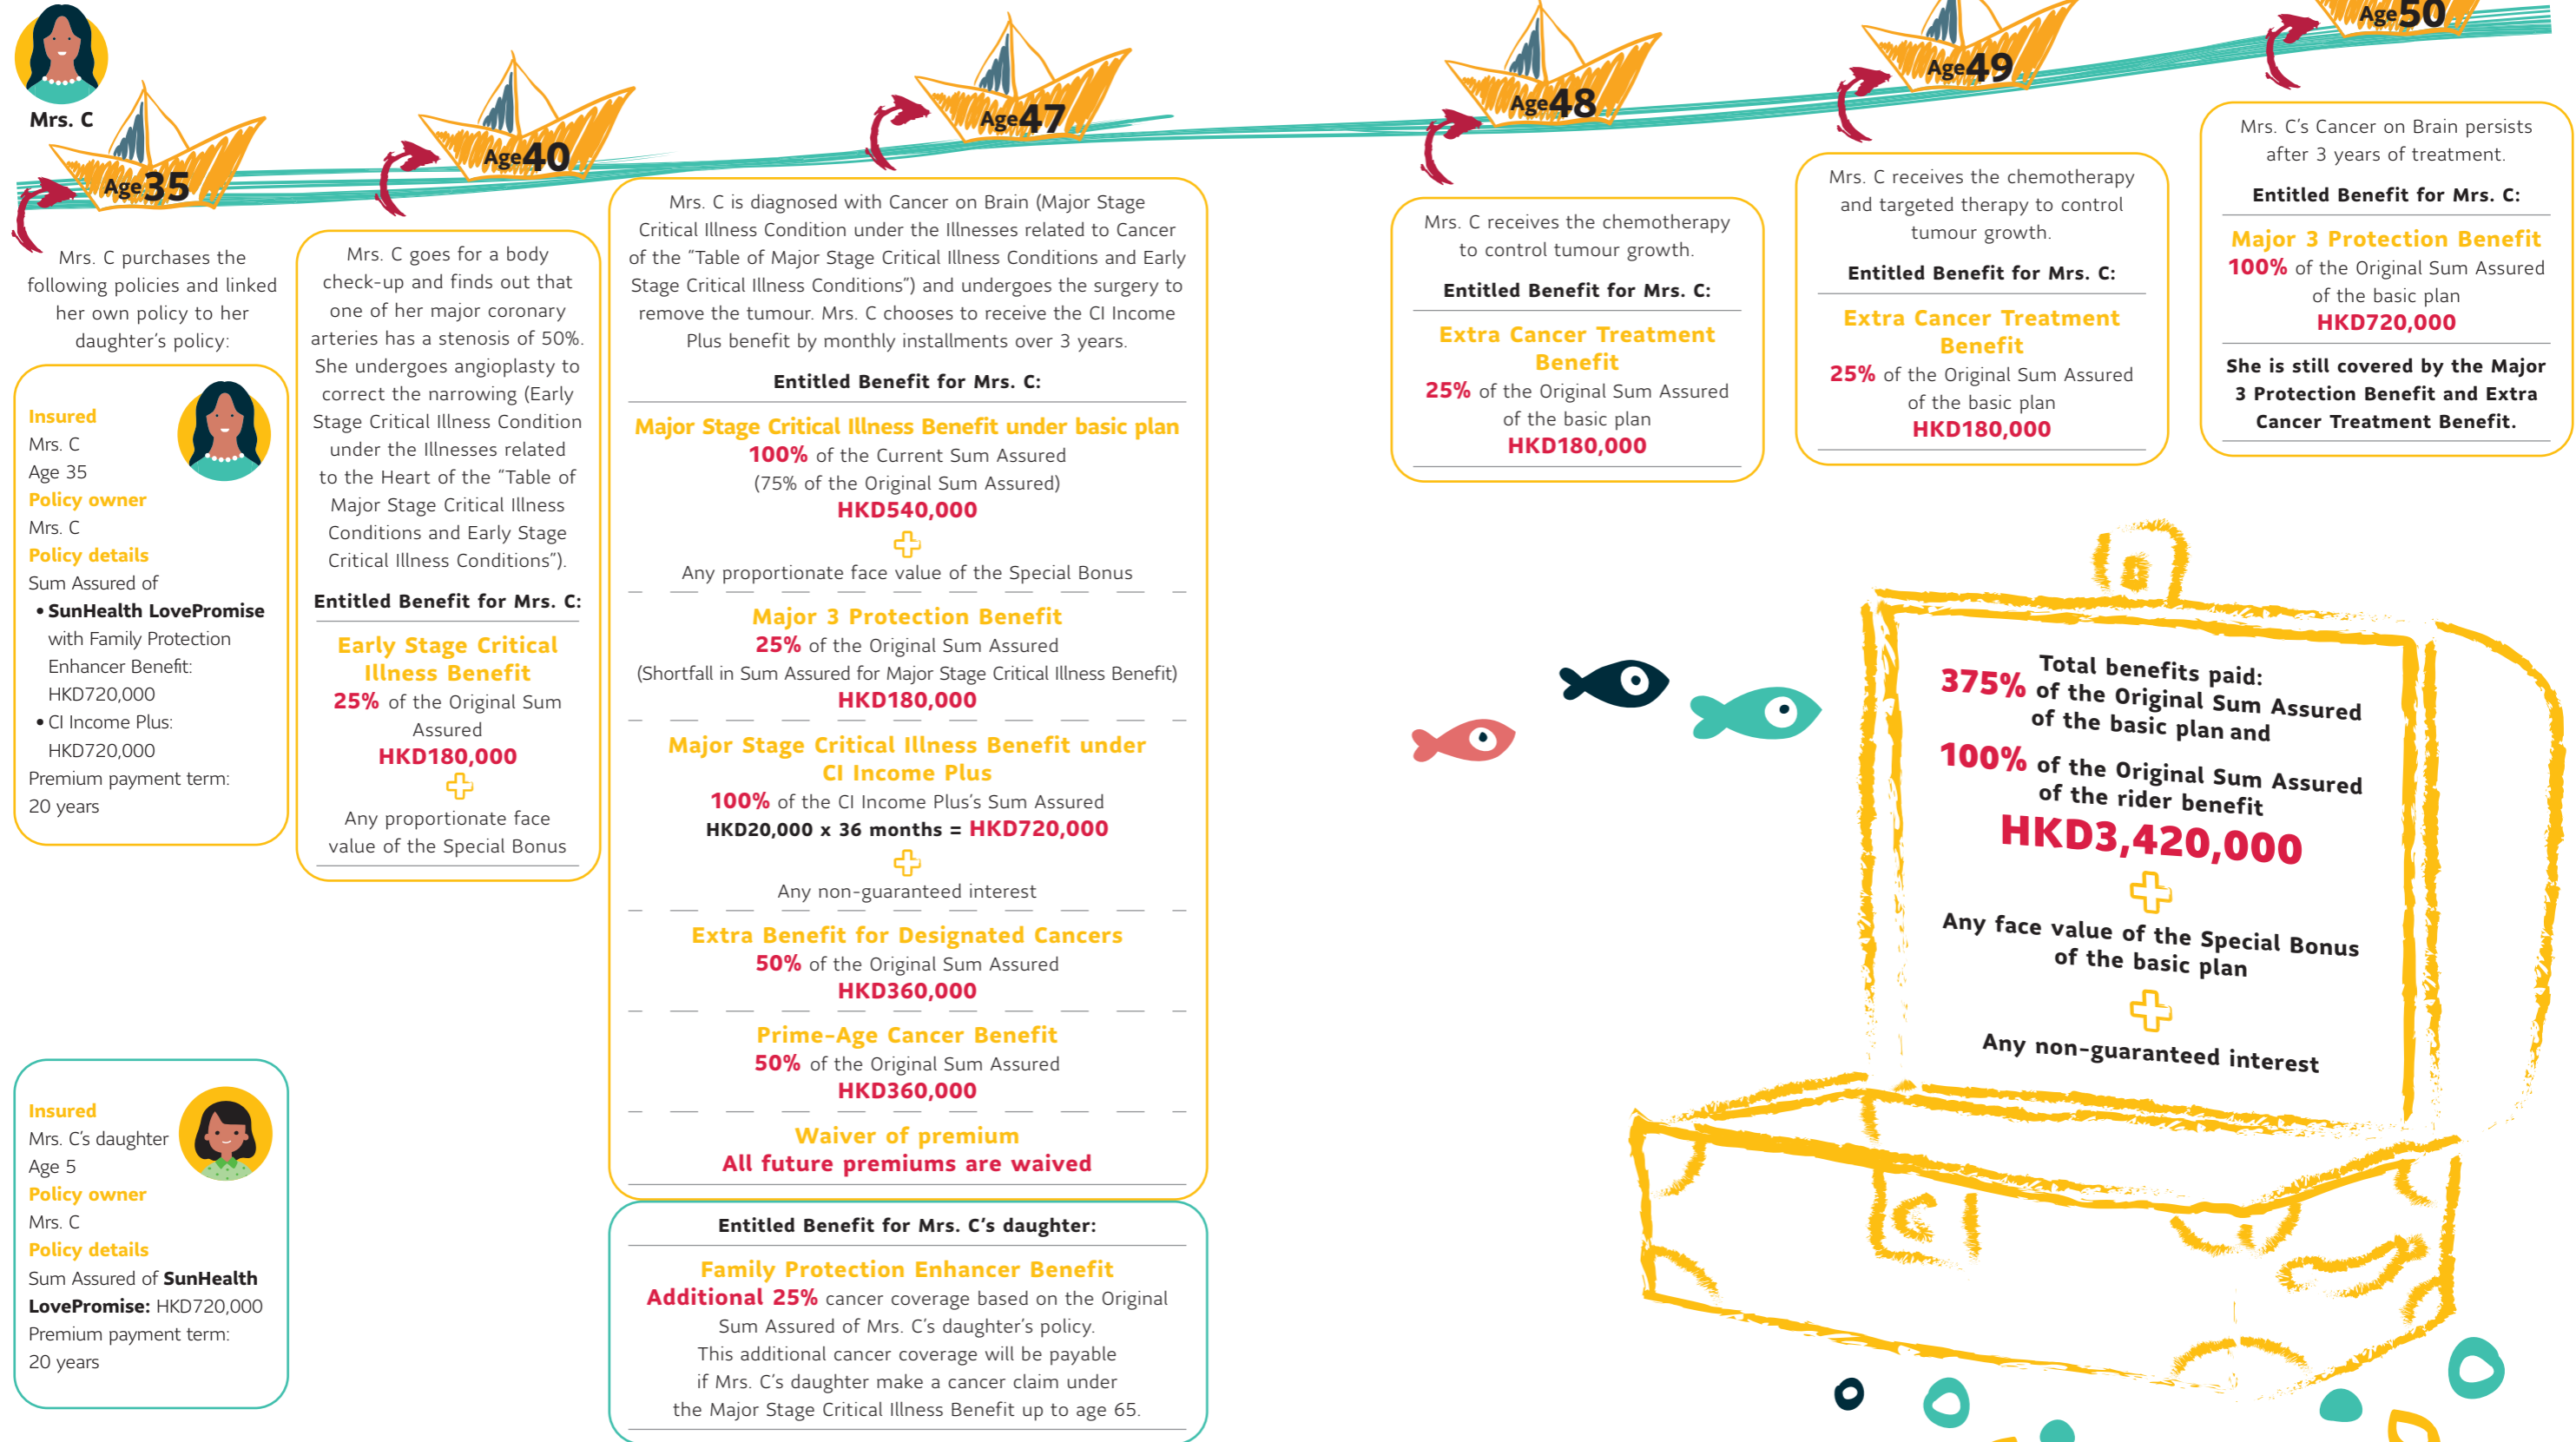 Mrs. C
Age35
Mrs. C purchases the
following policies and linked
her own policy to her
daughter's policy:
Insured
Mrs. C
Age 35
Policy owner
Mrs. C
Policy details
Sum Assured of
• SunHealth LovePromise
with Family Protection
Enhancer Benefit:
HKD720,000
• CI Income Plus:
HKD720,000
Premium payment term:
20 years
Insured
Mrs. C's daughter
Age 5
Policy owner
Mrs. C
Policy details
Sum Assured of SunHealth
LovePromise: HKD720,000
Premium payment term:
20 years
Age40
Mrs. C goes for a body
check-up and finds out that
one of her major coronary
arteries has a stenosis of 50%.
She undergoes angioplasty to
correct the narrowing (Early
Stage Critical Illness Condition
under the Illnesses related
to the Heart of the “Table of
Major Stage Critical Illness
Conditions and Early Stage
Critical Illness Conditions”).
Entitled Benefit for Mrs. C:
Early Stage Critical
Illness Benefit
25% of the Original Sum
Assured
HKD180,000
Any proportionate face
value of the Special Bonus
Age47
Mrs. C is diagnosed with Cancer on Brain (Major Stage
Critical Illness Condition under the Illnesses related to Cancer
of the “Table of Major Stage Critical Illness Conditions and Early
Stage Critical Illness Conditions”) and undergoes the surgery to
remove the tumour. Mrs. C chooses to receive the CI Income
Plus benefit by monthly installments over 3 years.
Entitled Benefit for Mrs. C:
Major Stage Critical Illness Benefit under basic plan
100% of the Current Sum Assured
(75% of the Original Sum Assured)
HKD540,000
Any proportionate face value of the Special Bonus
Major 3 Protection Benefit
25% of the Original Sum Assured
(Shortfall in Sum Assured for Major Stage Critical Illness Benefit)
HKD180,000
Major Stage Critical Illness Benefit under
CI Income Plus
100% of the CI Income Plus's Sum Assured
HKD20,000 x 36 months = HKD720,000
Any non-guaranteed interest
Extra Benefit for Designated Cancers
50% of the Original Sum Assured
HKD360,000
Prime-Age Cancer Benefit
50% of the Original Sum Assured
HKD360,000
Waiver of premium
All future premiums are waived
Entitled Benefit for Mrs. C's daughter:
Family Protection Enhancer Benefit
Additional 25% cancer coverage based on the Original
Sum Assured of Mrs. C's daughter's policy.
This additional cancer coverage will be payable
if Mrs. C's daughter make a cancer claim under
the Major Stage Critical Illness Benefit up to age 65.
Age48
Mrs. C receives the chemotherapy
to control tumour growth.
Entitled Benefit for Mrs. C:
Extra Cancer Treatment
Benefit
25% of the Original Sum Assured
of the basic plan
HKD180,000
Age49
Mrs. C receives the chemotherapy
and targeted therapy to control
tumour growth.
Entitled Benefit for Mrs. C:
Extra Cancer Treatment
Benefit
25% of the Original Sum Assured
of the basic plan
HKD180,000
Age50
Mrs. C's Cancer on Brain persists
after 3 years of treatment.
Entitled Benefit for Mrs. C:
Major 3 Protection Benefit
100% of the Original Sum Assured
of the basic plan
HKD720,000
She is still covered by the Major
3 Protection Benefit and Extra
Cancer Treatment Benefit.
Total benefits paid:
375% of the Original Sum Assured
of the basic plan and
100% of the Original Sum Assured
of the rider benefit
HKD3,420,000
Any face value of the Special Bonus
of the basic plan
Any non-guaranteed interest